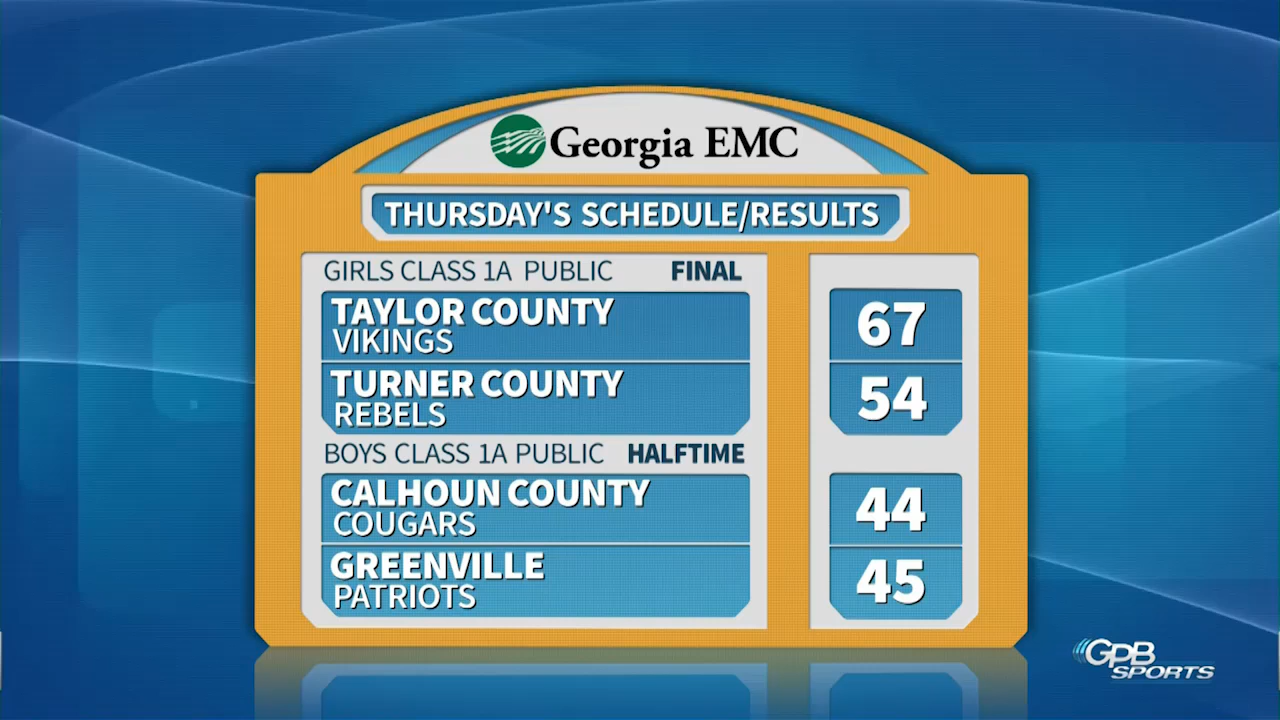 Georgia EMC
THURSDAY'S SCHEDULE/RESULTS
GIRLS CLASS 1A PUBLIC FINAL
TAYLOR COUNTY
VIKINGS
67
TURNER COUNTY
REBELS
54
BOYS CLASS 1A PUBLIC HALFTIME
CALHOUN COUNTY
COUGARS
44
GREENVILLE
PATRIOTS
45
GPB
SPORTS